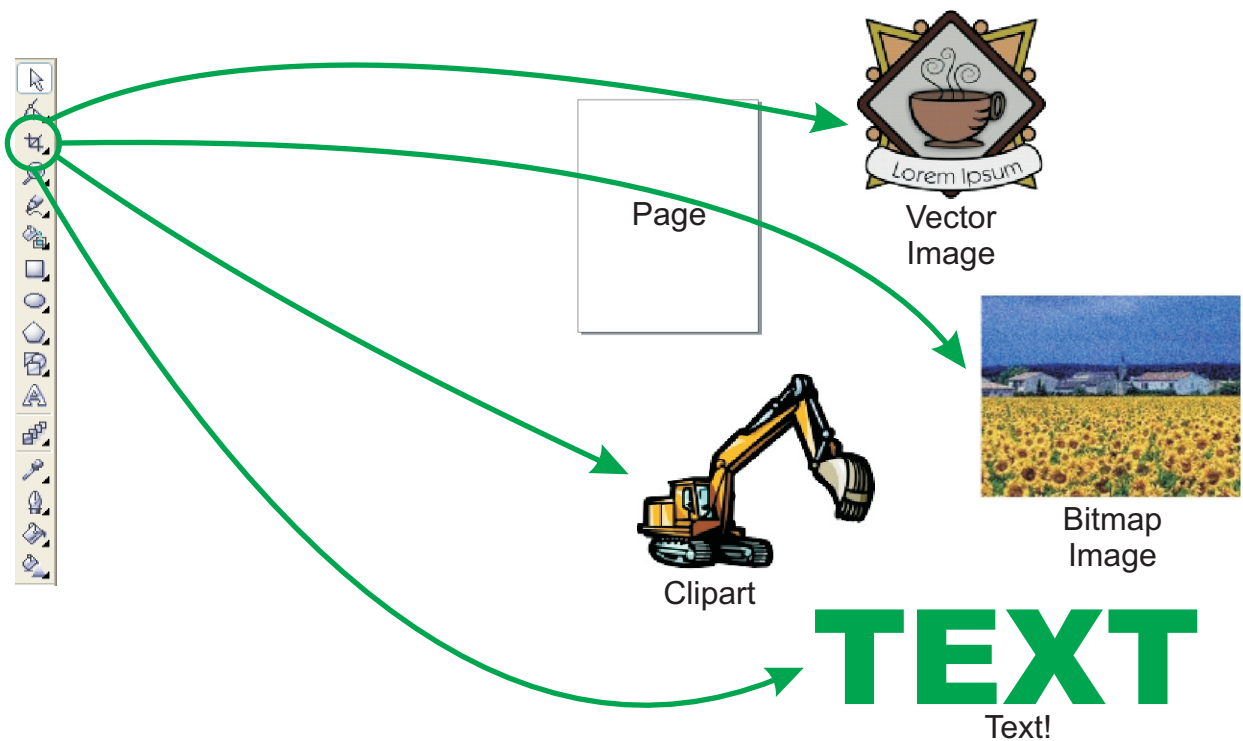 Lorem Ipsum
Vector
Image
Page
Bitmap
Image
Clipart
TEXT
Text!